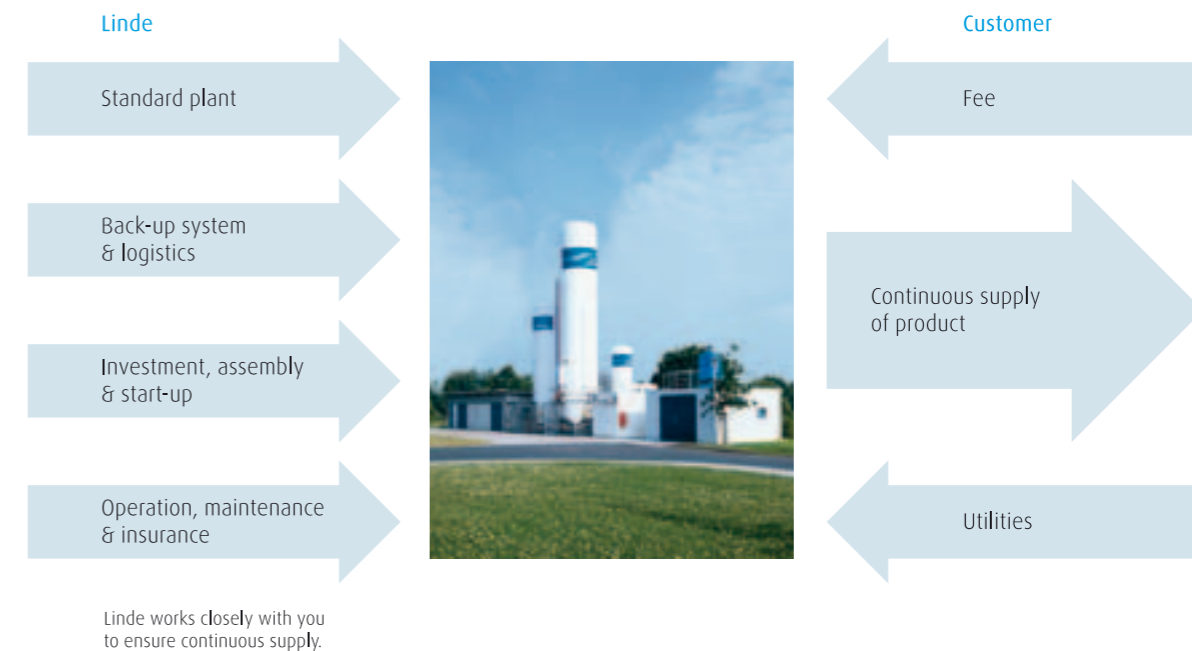 Linde
Standard plant
Back-up system
& logistics
Investment, assembly
& start-up
Operation, maintenance
& insurance
Linde works closely with you
to ensure continuous supply.
Customer
Fee
Continuous supply
of product
Utilities